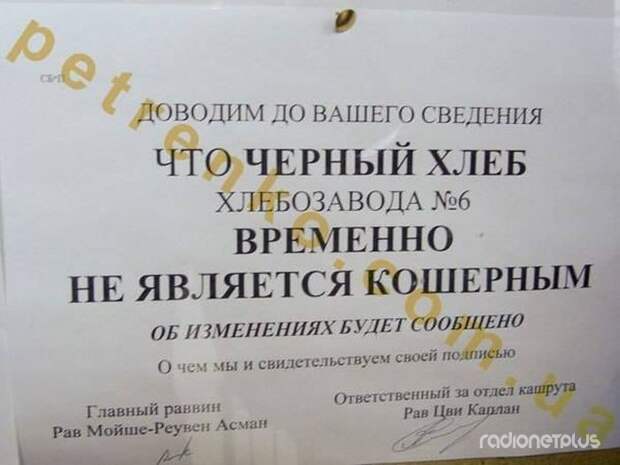 СБ"П
ДОВОДИМ ДО ВАШЕГО СВЕДЕНИЯ
ЧТО ЧЕРНЫЙ ХЛЕБ
ХЛЕБОЗАВОДА №6
ВРЕМЕННО
НЕ ЯВЛЯЕТСЯ КОШЕРНЫМ
ОБ ИЗМЕНЕНИЯХ БУДЕТ СООБЩЕНО
О чем мы и свидетельствуем своей подписью
Главный раввин
Рав Мойше-Реувен Асман
Ответственный за отдел кашрута
Рав Цви Карлан
petrenko.com.ua
radionetplus